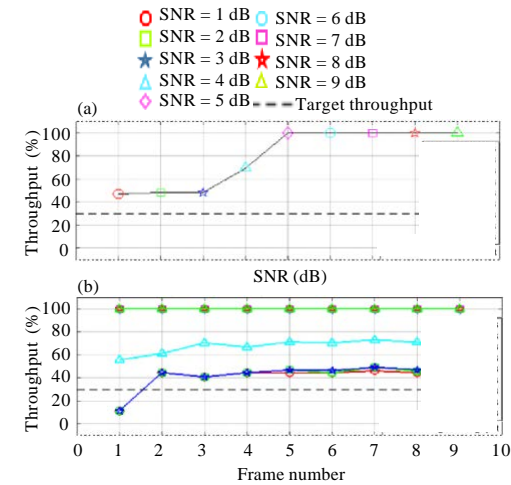 SNR = 1 dB
SNR = 2 dB
SNR = 3 dB
SNR = 4 dB
SNR = 5 dB
SNR = 6 dB
SNR = 7 dB
SNR = 8 dB
SNR = 9 dB
Target throughput
(a)
Throughput (%)
100
80
60
40
20
0
SNR (dB)
(b)
Throughput (%)
100
80
60
40
20
0
0 1 2 3 4 5 6 7 8 9 10
Frame number